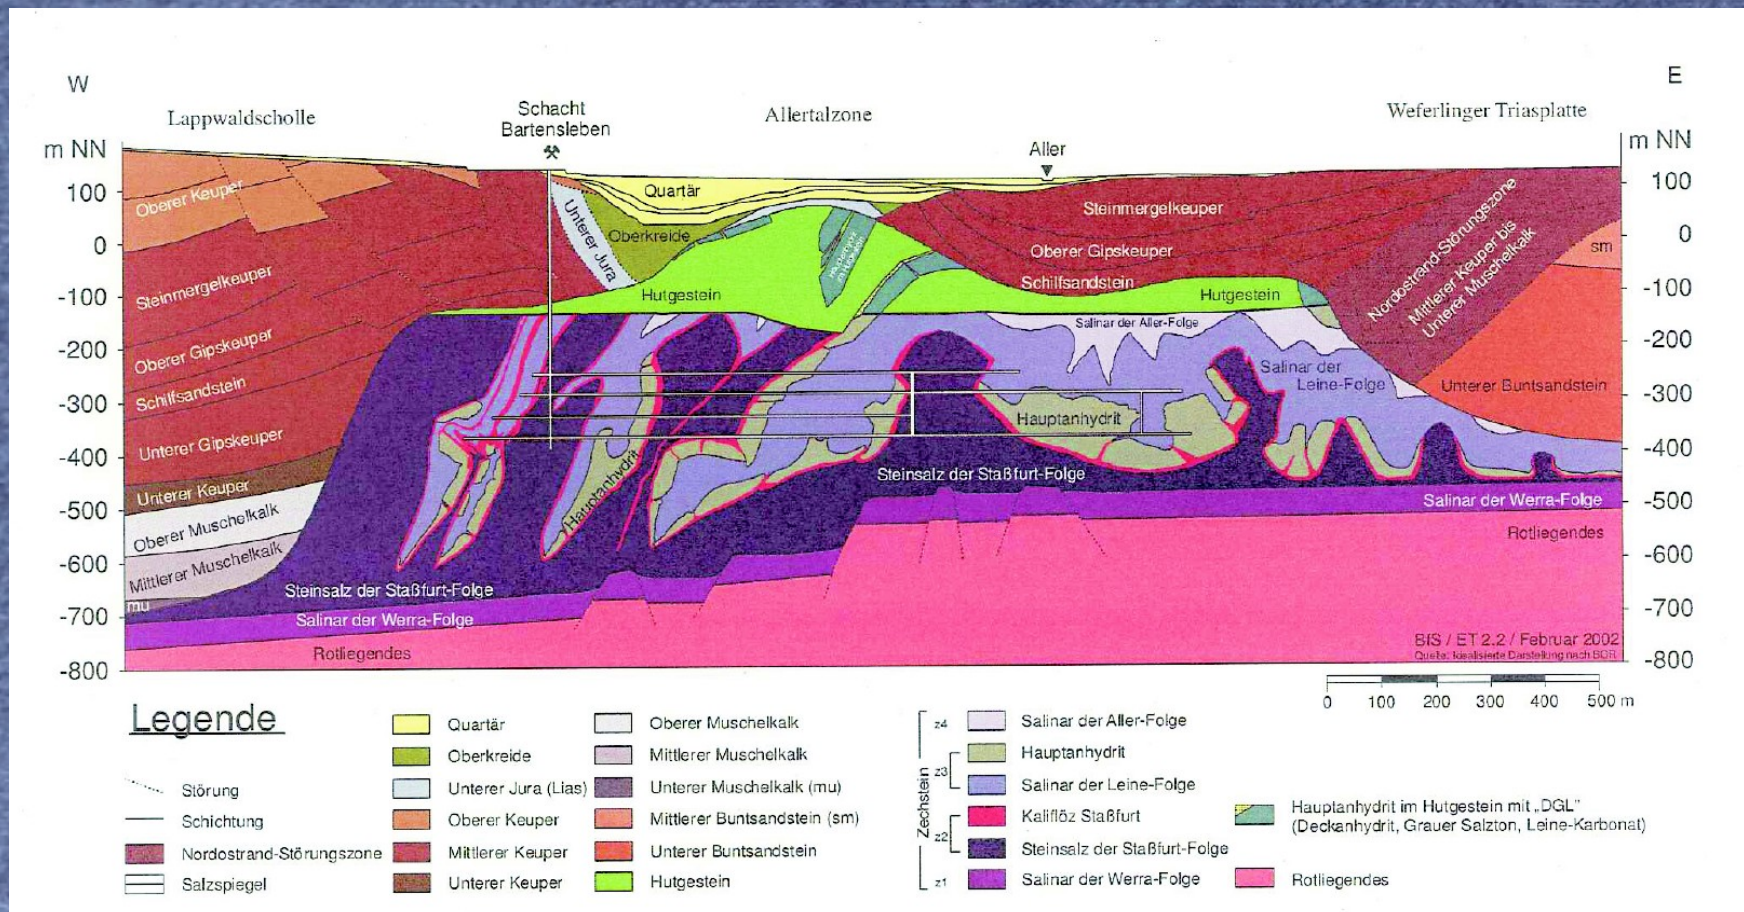 W
E
Lappwaldscholle
Schacht
Bartensleben
Allertalzone
Weferlinger Triasplatte
Aller
m NN
m NN
100
0
-100
-200
-300
-400
-500
-600
-700
-800
100
0
-100
-200
-300
-400
-500
-600
-700
-800
Oberer Keuper
Steinmergelkeuper
Oberer Gipskeuper
Schilfsandstein
Unterer Gipskeuper
Unterer Keuper
Oberer Muschelkalk
Mittlerer Muschelkalk
mu
Quartär
Unterer Jura
Oberkreide
Hutgestein
Steinmergelkeuper
Oberer Gipskeuper
Schilfsandstein
Hutgestein
Nordostrand-Störungszone
Mittlerer Keuper bis
Unterer Muschelkalk
sm
Salinar der Aller-Folge
Salinar der
Leine-Folge
Unterer Buntsandstein
Hauptanhydrit
Hauptanhydrit
Steinsalz der Staßfurt-Folge
Steinsalz der Staßfurt-Folge
Salinar der Werra-Folge
Salinar der Werra-Folge
Rotliegendes
Rotliegendes
BfS / ET 2.2 / Februar 2002
Quelle: Idealisierte Darstellung nach BGR
0 100 200 300 400 500 m
Legende
Störung
Schichtung
Nordostrand-Störungszone
Salzspiegel
Quartär
Oberkreide
Unterer Jura (Lias)
Oberer Keuper
Mittlerer Keuper
Unterer Keuper
Oberer Muschelkalk
Mittlerer Muschelkalk
Unterer Muschelkalk (mu)
Mittlerer Buntsandstein (sm)
Unterer Buntsandstein
Hutgestein
Zechstein
z4
z3
z2
z1
Salinar der Aller-Folge
Hauptanhydrit
Salinar der Leine-Folge
Kaliflöz Staßfurt
Steinsalz der Staßfurt-Folge
Salinar der Werra-Folge
Hauptanhydrit im Hutgestein mit „DGL"
(Deckanhydrit, Grauer Salzton, Leine-Karbonat)
Rotliegendes